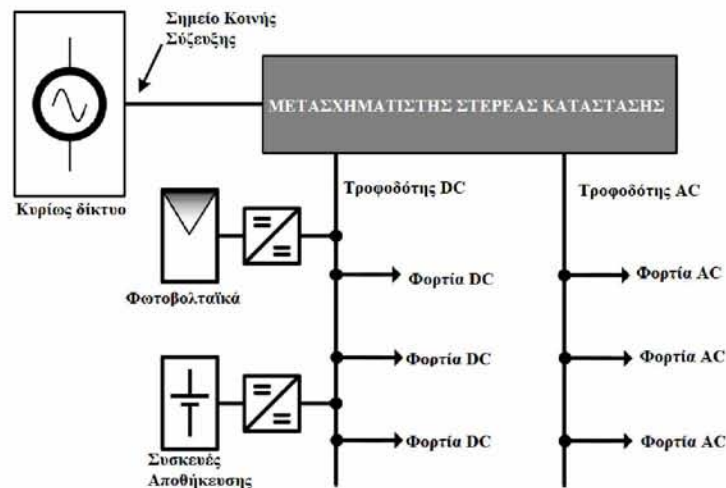 Σημείο Κοινής
Σύζευξης
ΜΕΤΑΣΧΗΜΑΤΙΣΤΗΣ ΣΤΕΡΕΑΣ ΚΑΤΑΣΤΑΣΗΣ
Κυρίως δίκτυο
Τροφοδότης DC
Τροφοδότης AC
Φωτοβολταϊκά
Φορτία DC
Φορτία AC
Φορτία DC
Φορτία AC
Φορτία DC
Φορτία AC
Συσκευές
Αποθήκευσης